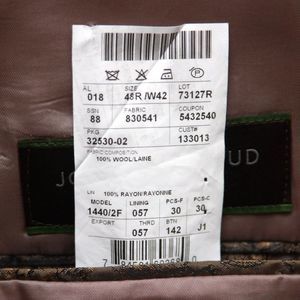 AL SIZE LOT
018 45R/W42 73127R
SSN FABRIC COUPON
88 830541 5432540
PKG CUST#
32530-02 133013
FABRIC COMPOSITION
100% WOOL/LAINE
JO UD
LIN 100% RAYON/RAYONNE
MODEL LINING PCS-F PCS
1440/2F 057 30 30
EXPORT THRD BTN
057 142 J1